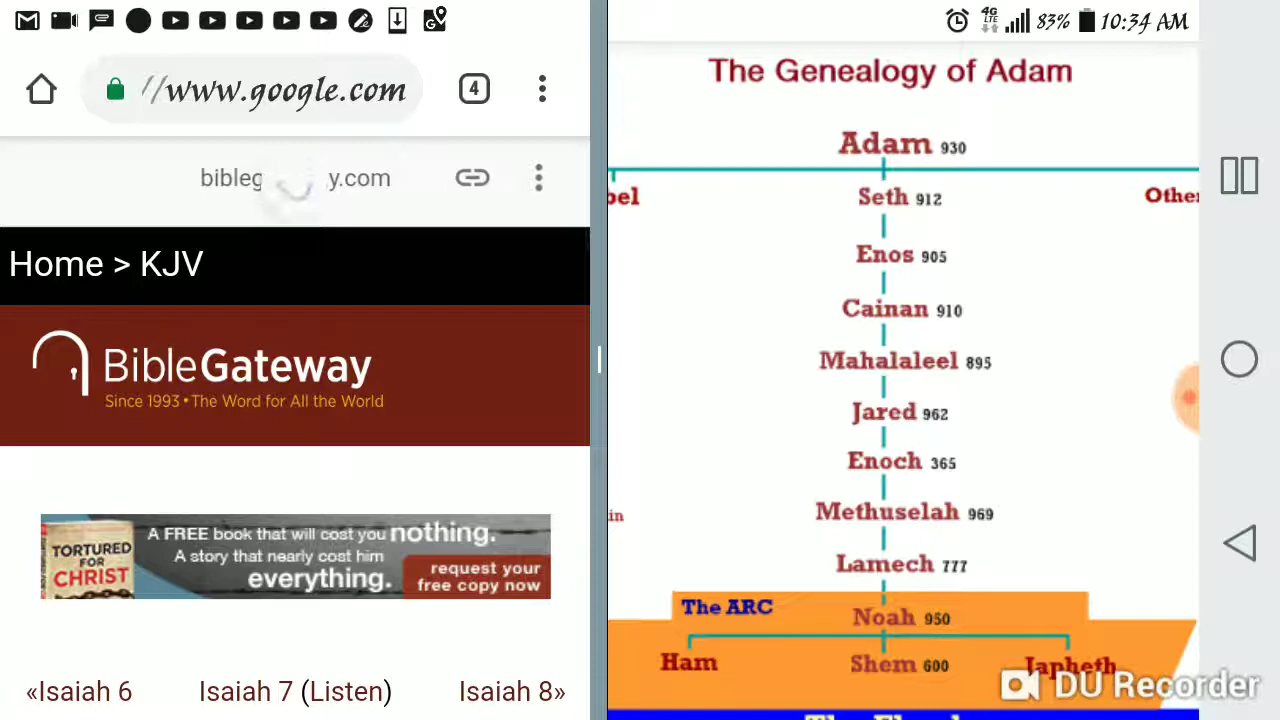 83% 10:34 AM
//www.google.com
4
y.com
Home > KJV
BibleGateway
Since 1993 • The Word for All the World
TORTURED
FOR
CHRIST
A FREE book that will cost you nothing.
A story that nearly cost him
everything.
request your
free copy now
«Isaiah 6 Isaiah 7 (Listen) Isaiah 8»
4G
LTE
The Genealogy of Adam
Adam 930
Seth 912
Enos 905
Cainan 910
Mahalaleel 895
Jared 962
Enoch 365
in
Methuselah 969
Lamech 777
The ARC
Noah 950
Ham Shem 600 Japheth
DU Recorder